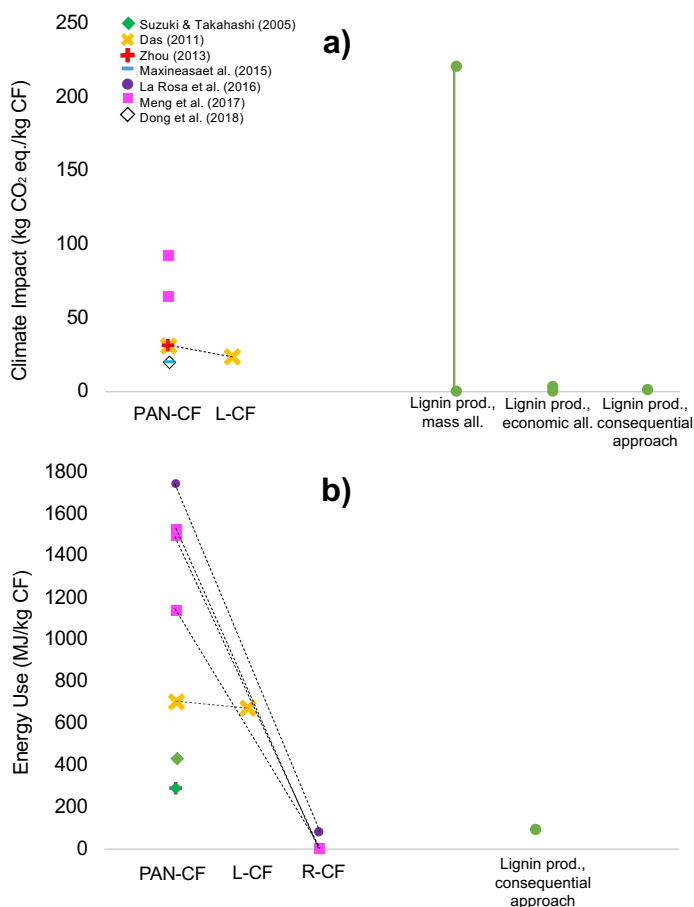 250
200
150
100
50
0
Climate Impact (kg CO₂ eq./kg CF)
Suzuki & Takahashi (2005)
Das (2011)
Zhou (2013)
Maxineasaet al. (2015)
La Rosa et al. (2016)
Meng et al. (2017)
Dong et al. (2018)
a)
PAN-CF
L-CF
Lignin prod.,
mass all.
Lignin prod.,
economic all.
Lignin prod.,
consequential
approach
1800
1600
1400
1200
1000
800
600
400
200
0
Energy Use (MJ/kg CF)
b)
PAN-CF
L-CF
R-CF
Lignin prod.,
consequential
approach